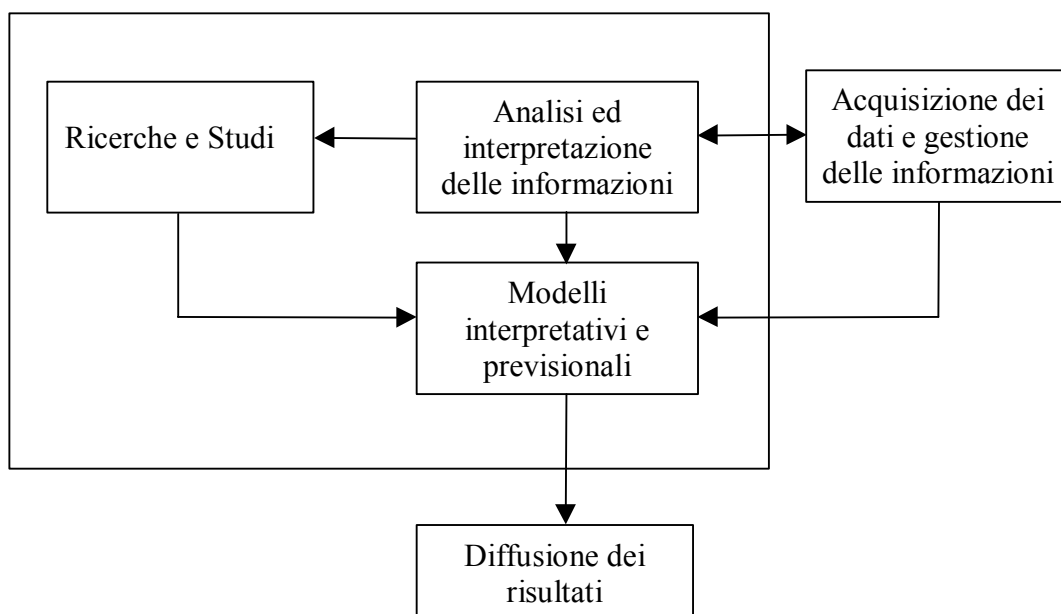 Ricerche e Studi
Analisi ed
interpretazione
delle informazioni
Acquisizione dei
dati e gestione
delle informazioni
Modelli
interpretativi e
previsionali
Diffusione dei
risultati